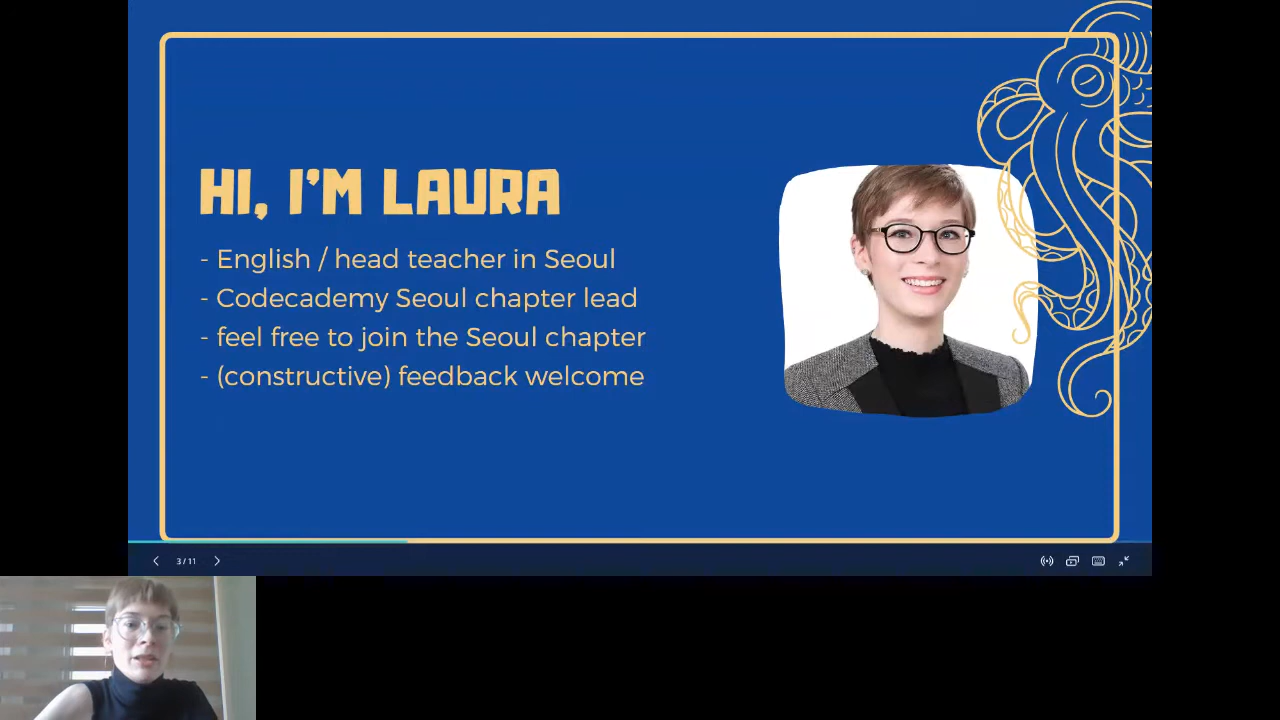 HI, I'M LAURA
- English / head teacher in Seoul
- Codecademy Seoul chapter lead
- feel free to join the Seoul chapter
- (constructive) feedback welcome
3 / 11